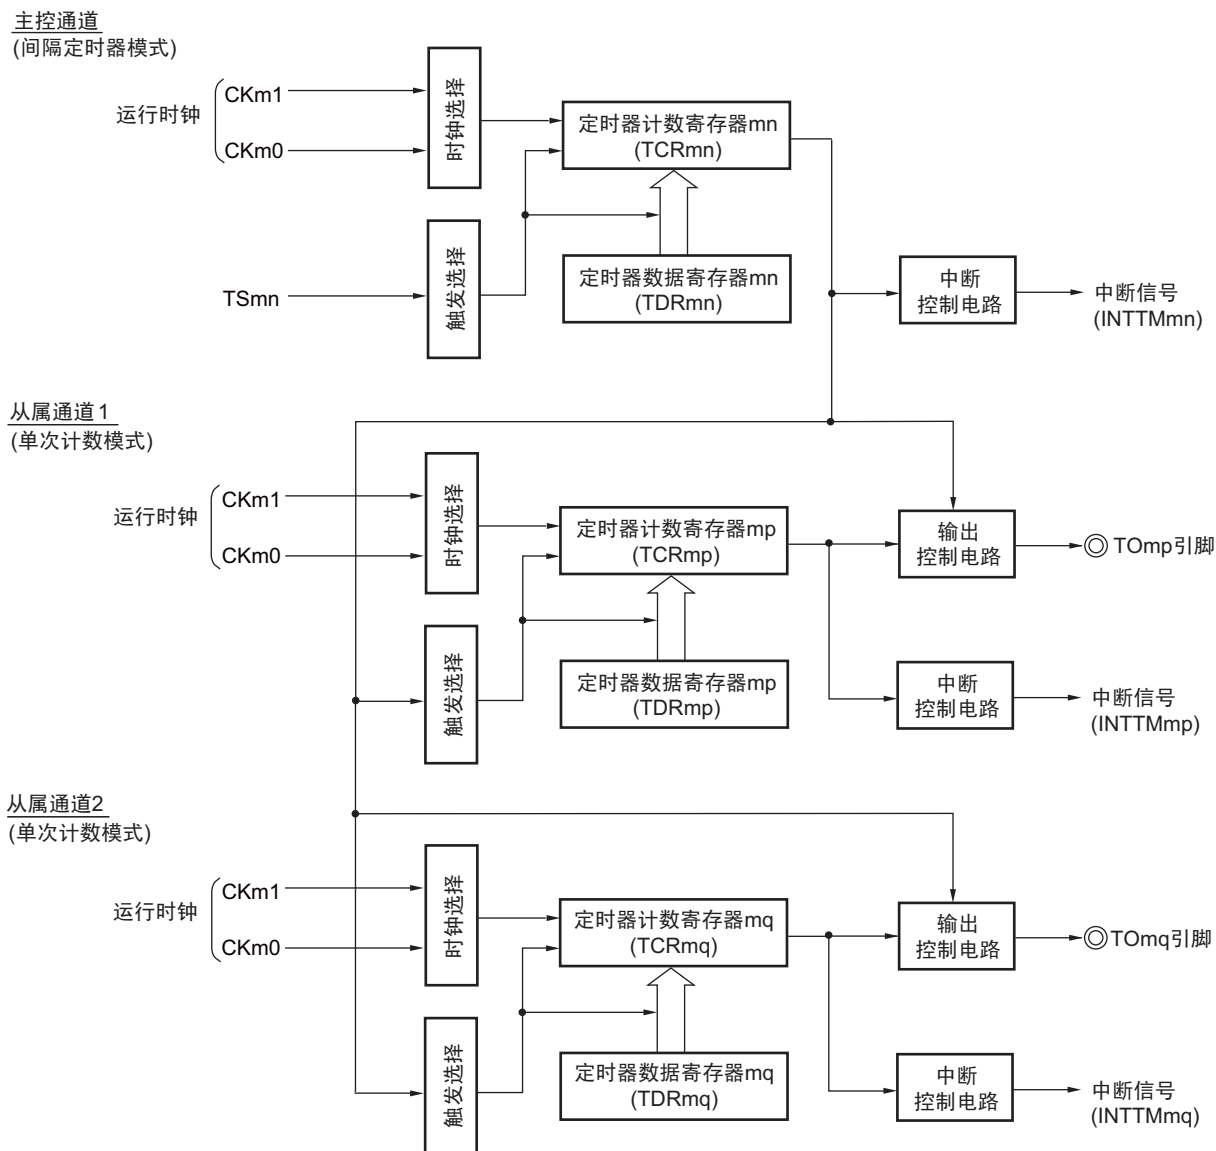 主控通道
(间隔定时器模式)
运行时钟
CKm1
CKm0
时钟选择
定时器计数寄存器mn
(TCRmn)
TSmn
触发选择
定时器数据寄存器mn
(TDRmn)
中断
控制电路
中断信号
(INTTMmn)
从属通道1
(单次计数模式)
运行时钟
CKm1
CKm0
时钟选择
定时器计数寄存器mp
(TCRmp)
输出
控制电路
TOmp引脚
触发选择
定时器数据寄存器mp
(TDRmp)
中断
控制电路
中断信号
(INTTMmp)
从属通道2
(单次计数模式)
运行时钟
CKm1
CKm0
时钟选择
定时器计数寄存器mq
(TCRmq)
输出
控制电路
TOmq引脚
触发选择
定时器数据寄存器mq
(TDRmq)
中断
控制电路
中断信号
(INTTMmq)